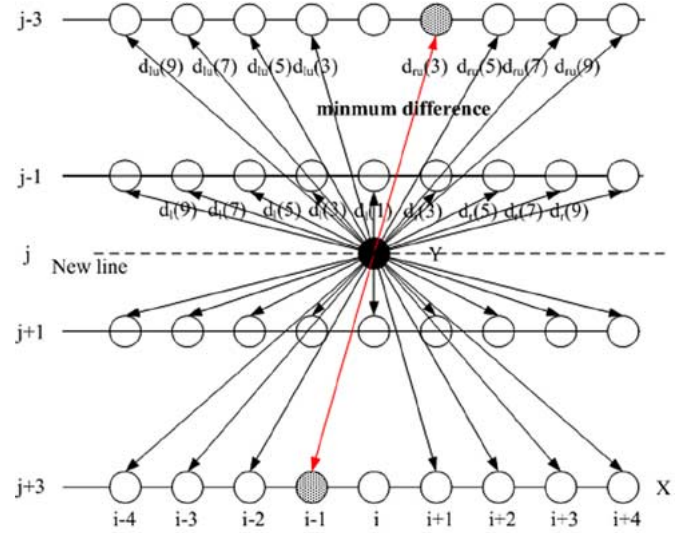 j-3
d_lu(9) d_lu(7) d_lu(5) d_lu(3) d_ru(3) d_ru(5) d_ru(7) d_ru(9)
minmum difference
j-1
d_l(9) d_l(7) d_l(5) d_l(3) d_l(1) d_r(3) d_r(5) d_r(7) d_r(9)
j Y
New line
j+1
j+3 X
i-4 i-3 i-2 i-1 i i+1 i+2 i+3 i+4